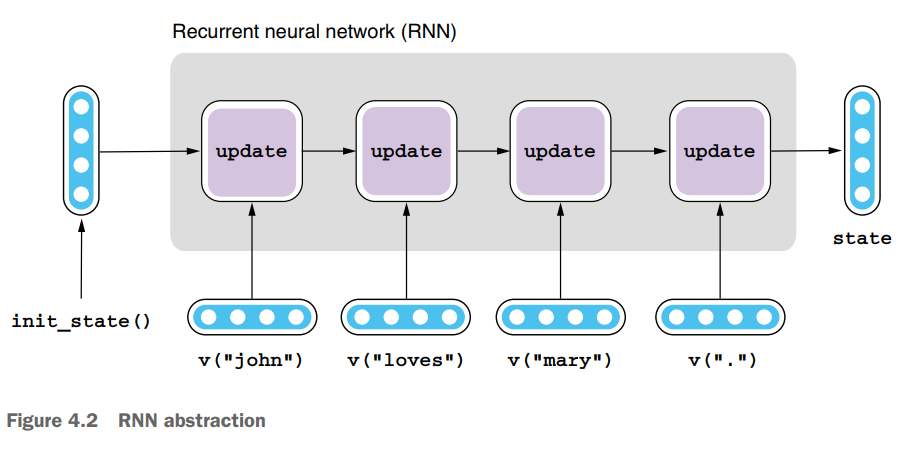 Recurrent neural network (RNN)
update update update update
state
init_state()
v("john") v("loves") v("mary") v(".")
Figure 4.2 RNN abstraction